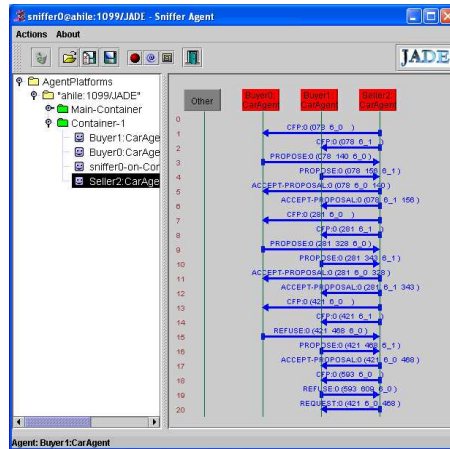 sniffer0@ahile:1099/JADE - Sniffer Agent
Actions About
JADE
AgentPlatforms
"ahile:1099/JADE"
Main-Container
Container-1
Buyer1:CarAge
Buyer0:CarAge
sniffer0-on-Cor
Seller2:CarAge
Other
Buyer0: CarAgent
Buyer1: CarAgent
Seller2: CarAgent
0
CFP:0 (078 6_0 )
1
CFP:0 (078 6_1 )
2
PROPOSE:0 (078 140 6_0 )
3
PROPOSE:0 (078 156 6_1 )
4
ACCEPT-PROPOSAL:0 (078 6_0 140 )
5
ACCEPT-PROPOSAL:0 (078 6_1 156 )
6
CFP:0 (281 6_0 )
7
CFP:0 (281 6_1 )
8
PROPOSE:0 (281 328 6_0 )
9
PROPOSE:0 (281 343 6_1 )
10
ACCEPT-PROPOSAL:0 (281 6_0 328 )
11
ACCEPT-PROPOSAL:0 (281 6_1 343 )
12
CFP:0 (421 6_0 )
13
CFP:0 (421 6_1 )
14
REFUSE:0 (421 468 6_0 )
15
PROPOSE:0 (421 468 6_1 )
16
ACCEPT-PROPOSAL:0 (421 6_0 468 )
17
CFP:0 (593 6_0 )
18
REFUSE:0 (593 609 6_0 )
19
REQUEST:0 (421 6_0 468 )
20
Agent: Buyer1:CarAgent